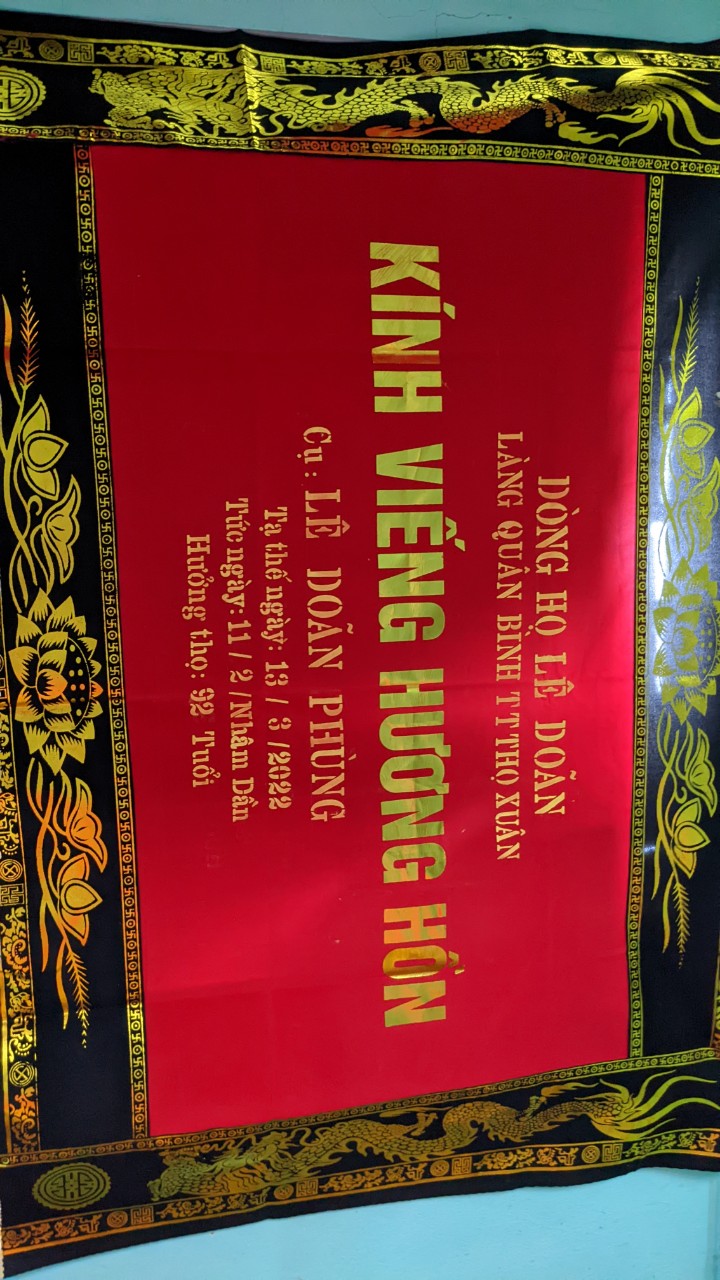 DÒNG HỌ LÊ DOÃN
LÀNG QUÂN BÌNH TT THỌ XUÂN
KÍNH VIẾNG HƯƠNG HỒN
Cụ : LÊ DOÃN PHÙNG
Tạ thế ngày: 13 / 3 /2022
Tức ngày: 11 / 2 / Nhâm Dần
Hưởng thọ: 92 Tuổi